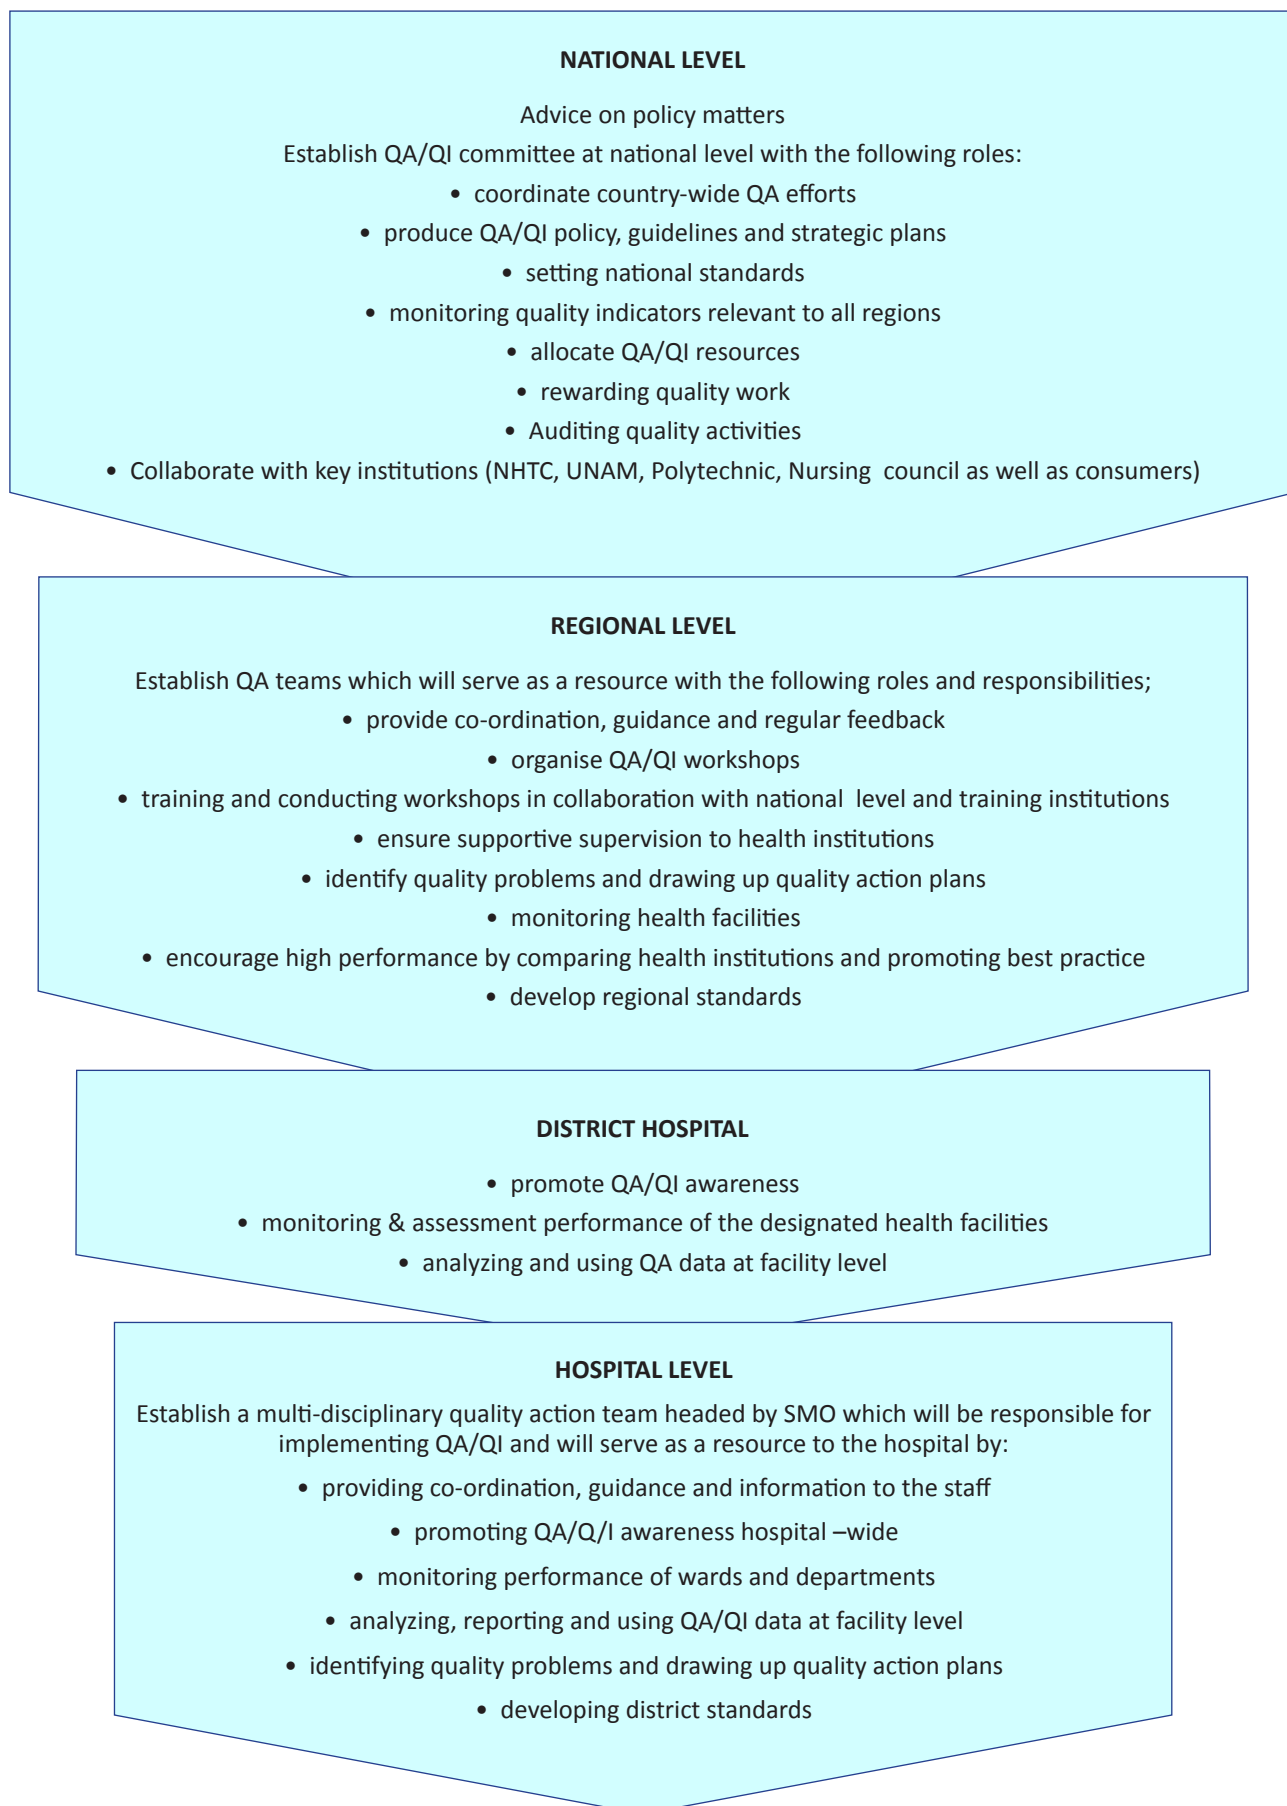 NATIONAL LEVEL
Advice on policy matters
Establish QA/QI committee at national level with the following roles:
• coordinate country-wide QA efforts
• produce QA/QI policy, guidelines and strategic plans
• setting national standards
• monitoring quality indicators relevant to all regions
• allocate QA/QI resources
• rewarding quality work
• Auditing quality activities
• Collaborate with key institutions (NHTC, UNAM, Polytechnic, Nursing council as well as consumers)
REGIONAL LEVEL
Establish QA teams which will serve as a resource with the following roles and responsibilities;
• provide co-ordination, guidance and regular feedback
• organise QA/QI workshops
• training and conducting workshops in collaboration with national level and training institutions
• ensure supportive supervision to health institutions
• identify quality problems and drawing up quality action plans
• monitoring health facilities
• encourage high performance by comparing health institutions and promoting best practice
• develop regional standards
DISTRICT HOSPITAL
• promote QA/QI awareness
• monitoring & assessment performance of the designated health facilities
• analyzing and using QA data at facility level
HOSPITAL LEVEL
Establish a multi-disciplinary quality action team headed by SMO which will be responsible for
implementing QA/QI and will serve as a resource to the hospital by:
• providing co-ordination, guidance and information to the staff
• promoting QA/Q/I awareness hospital –wide
• monitoring performance of wards and departments
• analyzing, reporting and using QA/QI data at facility level
• identifying quality problems and drawing up quality action plans
• developing district standards